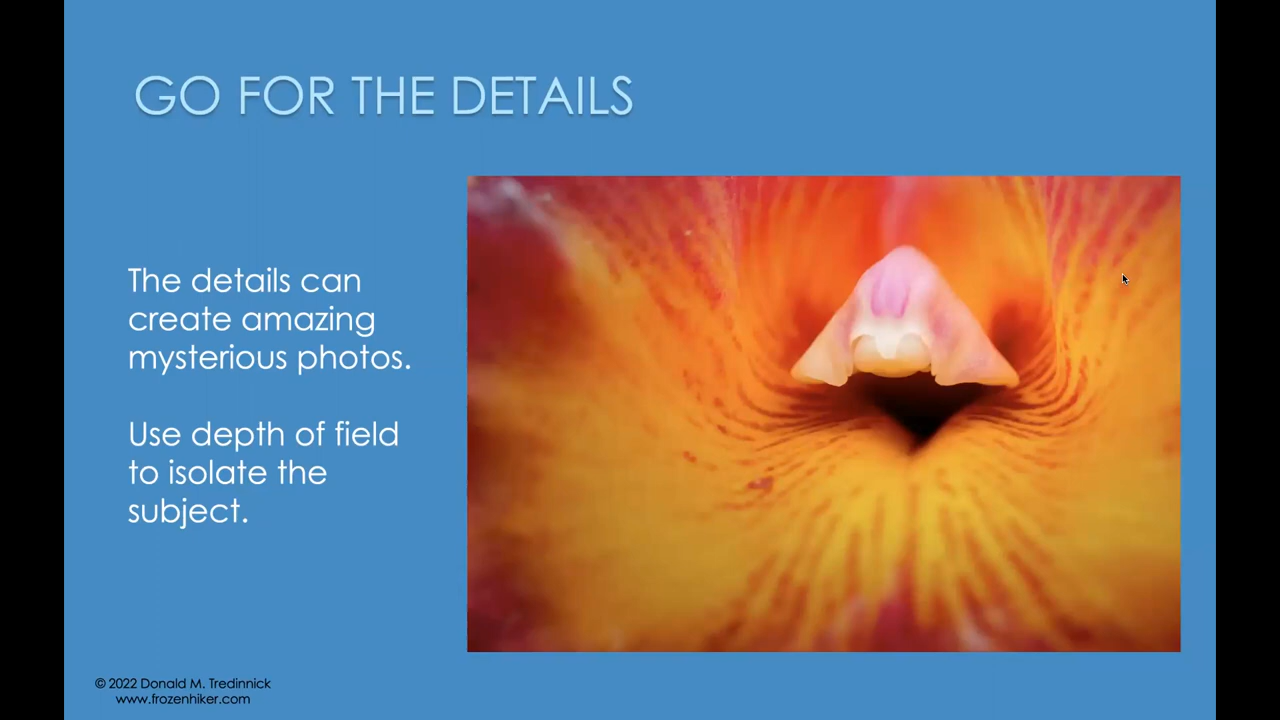 GO FOR THE DETAILS
The details can
create amazing
mysterious photos.
Use depth of field
to isolate the
subject.
© 2022 Donald M. Tredinnick
www.frozenhiker.com